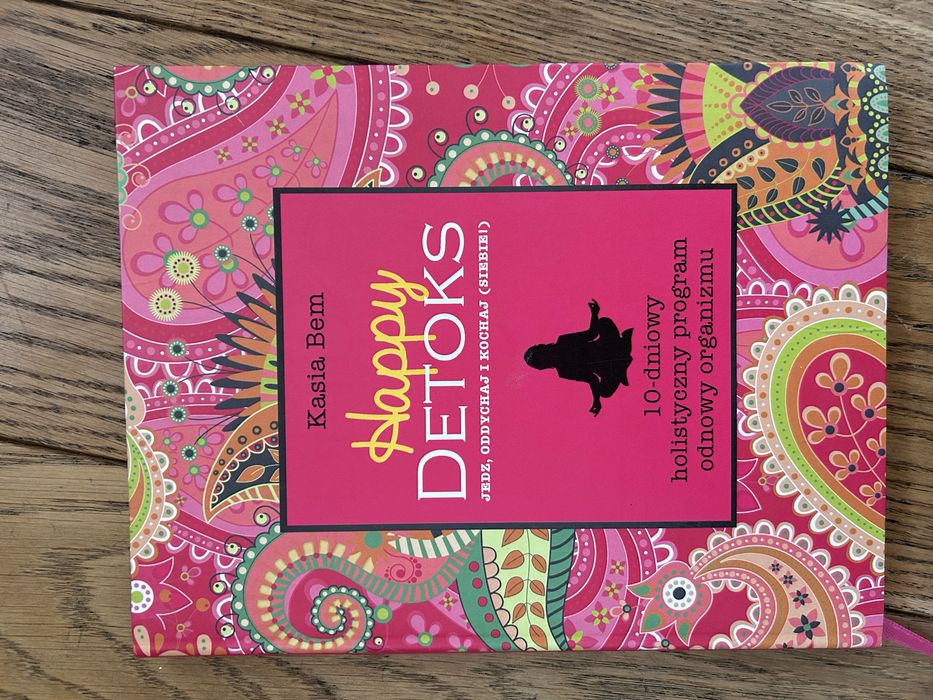 Kasia Bem
Happy
DETOKS
JEDZ, ODDYCHAJ I KOCHAJ (SIEBIE!)
10-dniowy
holistyczny program
odnowy organizmu